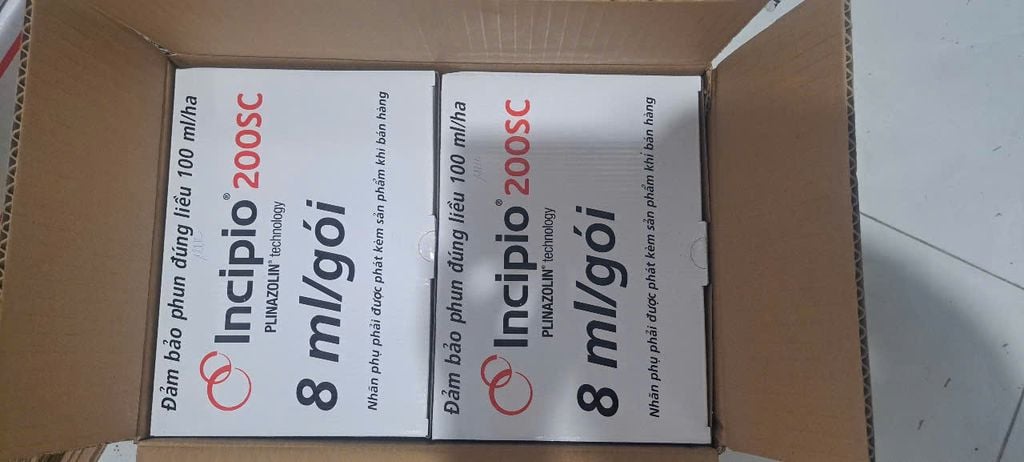 Đảm bảo phun đúng liều 100 ml/ha
Incipio® 200SC
PLINAZOLIN® technology
8 ml/gói
Nhãn phụ phải được phát kèm sản phẩm khi bán hàng
Đảm bảo phun đúng liều 100 ml/ha
Incipio® 200SC
PLINAZOLIN® technology
8 ml/gói
Nhãn phụ phải được phát kèm sản phẩm khi bán hàng